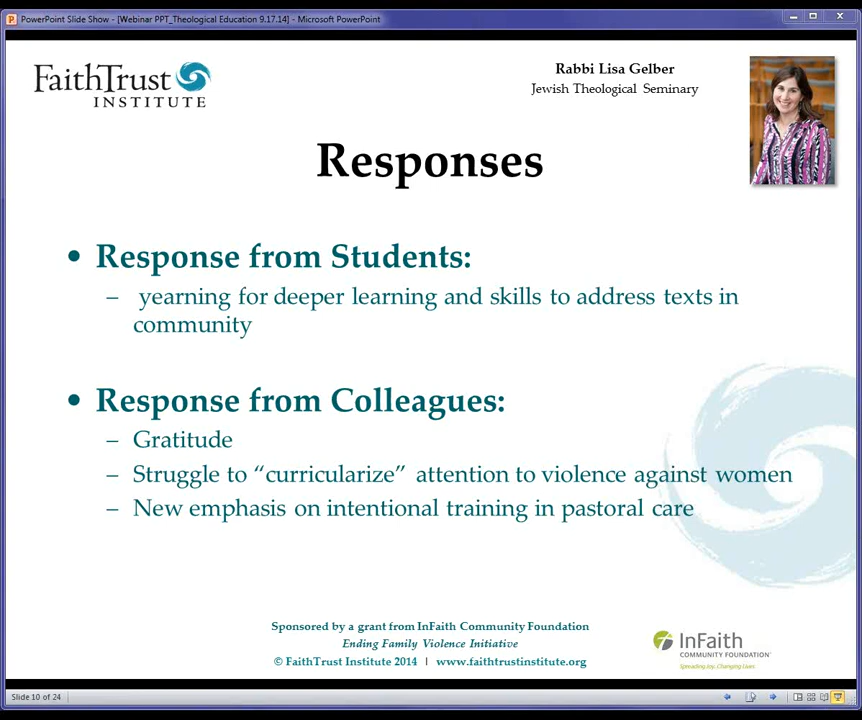 PowerPoint Slide Show - [Webinar PPT_Theological Education 9.17.14] - Microsoft PowerPoint
FaithTrust
INSTITUTE
Rabbi Lisa Gelber
Jewish Theological Seminary
Responses
• Response from Students:
– yearning for deeper learning and skills to address texts in
community
• Response from Colleagues:
– Gratitude
– Struggle to “curricularize” attention to violence against women
– New emphasis on intentional training in pastoral care
Sponsored by a grant from InFaith Community Foundation
Ending Family Violence Initiative
© FaithTrust Institute 2014 | www.faithtrustinstitute.org
InFaith
COMMUNITY FOUNDATION
Spreading Joy, Changing Lives
Slide 10 of 24